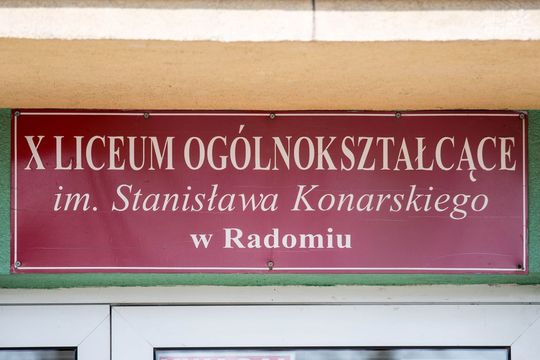 X LICEUM OGÓLNOKSZTAŁCĄCE
im. Stanisława Konarskiego
w Radomiu